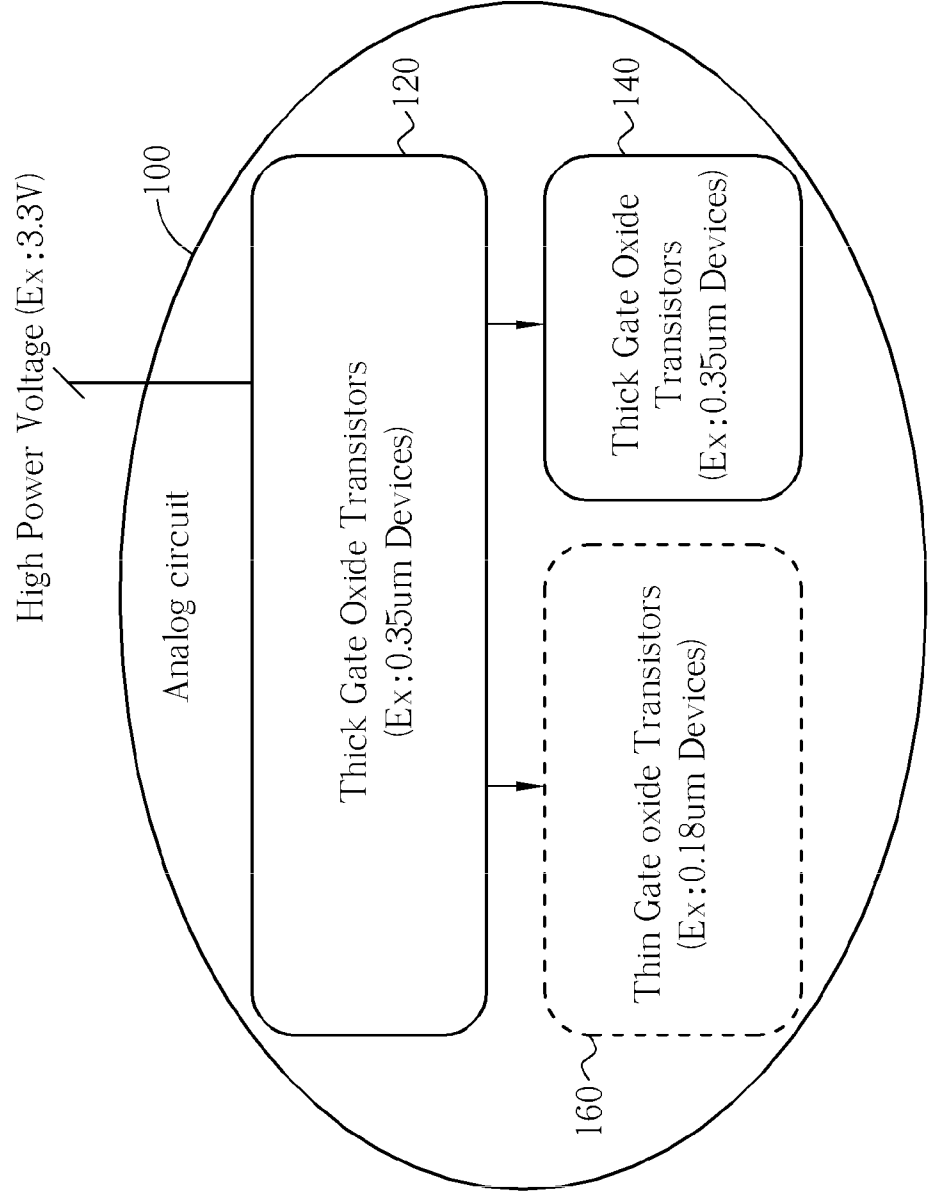 High Power Voltage (Ex:3.3V)
100
Analog circuit
120
Thick Gate Oxide Transistors
(Ex:0.35um Devices)
160
Thin Gate oxide Transistors
(Ex:0.18um Devices)
140
Thick Gate Oxide
Transistors
(Ex:0.35um Devices)